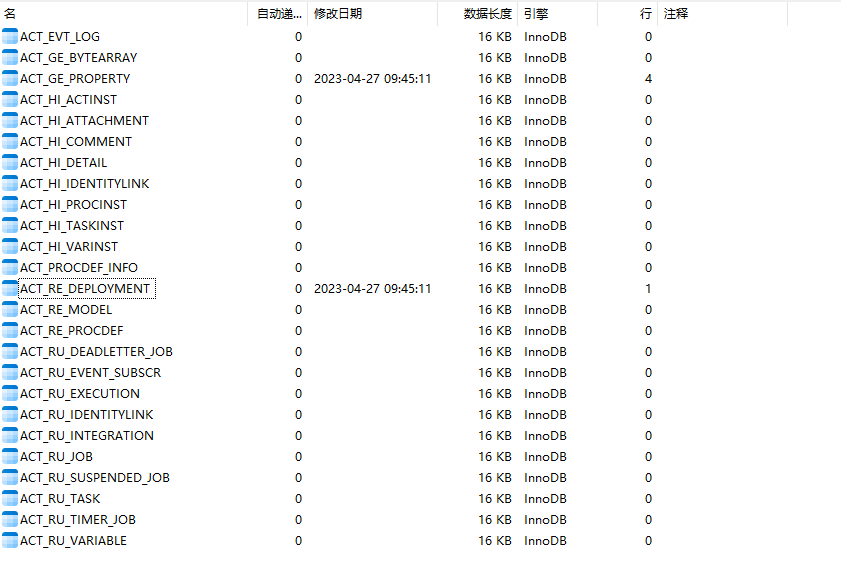 名 自动递... 修改日期 数据长度 引擎 行 注释
ACT_EVT_LOG 0 16 KB InnoDB 0
ACT_GE_BYTEARRAY 0 16 KB InnoDB 0
ACT_GE_PROPERTY 0 2023-04-27 09:45:11 16 KB InnoDB 4
ACT_HI_ACTINST 0 16 KB InnoDB 0
ACT_HI_ATTACHMENT 0 16 KB InnoDB 0
ACT_HI_COMMENT 0 16 KB InnoDB 0
ACT_HI_DETAIL 0 16 KB InnoDB 0
ACT_HI_IDENTITYLINK 0 16 KB InnoDB 0
ACT_HI_PROCINST 0 16 KB InnoDB 0
ACT_HI_TASKINST 0 16 KB InnoDB 0
ACT_HI_VARINST 0 16 KB InnoDB 0
ACT_PROCDEF_INFO 0 16 KB InnoDB 0
ACT_RE_DEPLOYMENT 0 2023-04-27 09:45:11 16 KB InnoDB 1
ACT_RE_MODEL 0 16 KB InnoDB 0
ACT_RE_PROCDEF 0 16 KB InnoDB 0
ACT_RU_DEADLETTER_JOB 0 16 KB InnoDB 0
ACT_RU_EVENT_SUBSCR 0 16 KB InnoDB 0
ACT_RU_EXECUTION 0 16 KB InnoDB 0
ACT_RU_IDENTITYLINK 0 16 KB InnoDB 0
ACT_RU_INTEGRATION 0 16 KB InnoDB 0
ACT_RU_JOB 0 16 KB InnoDB 0
ACT_RU_SUSPENDED_JOB 0 16 KB InnoDB 0
ACT_RU_TASK 0 16 KB InnoDB 0
ACT_RU_TIMER_JOB 0 16 KB InnoDB 0
ACT_RU_VARIABLE 0 16 KB InnoDB 0